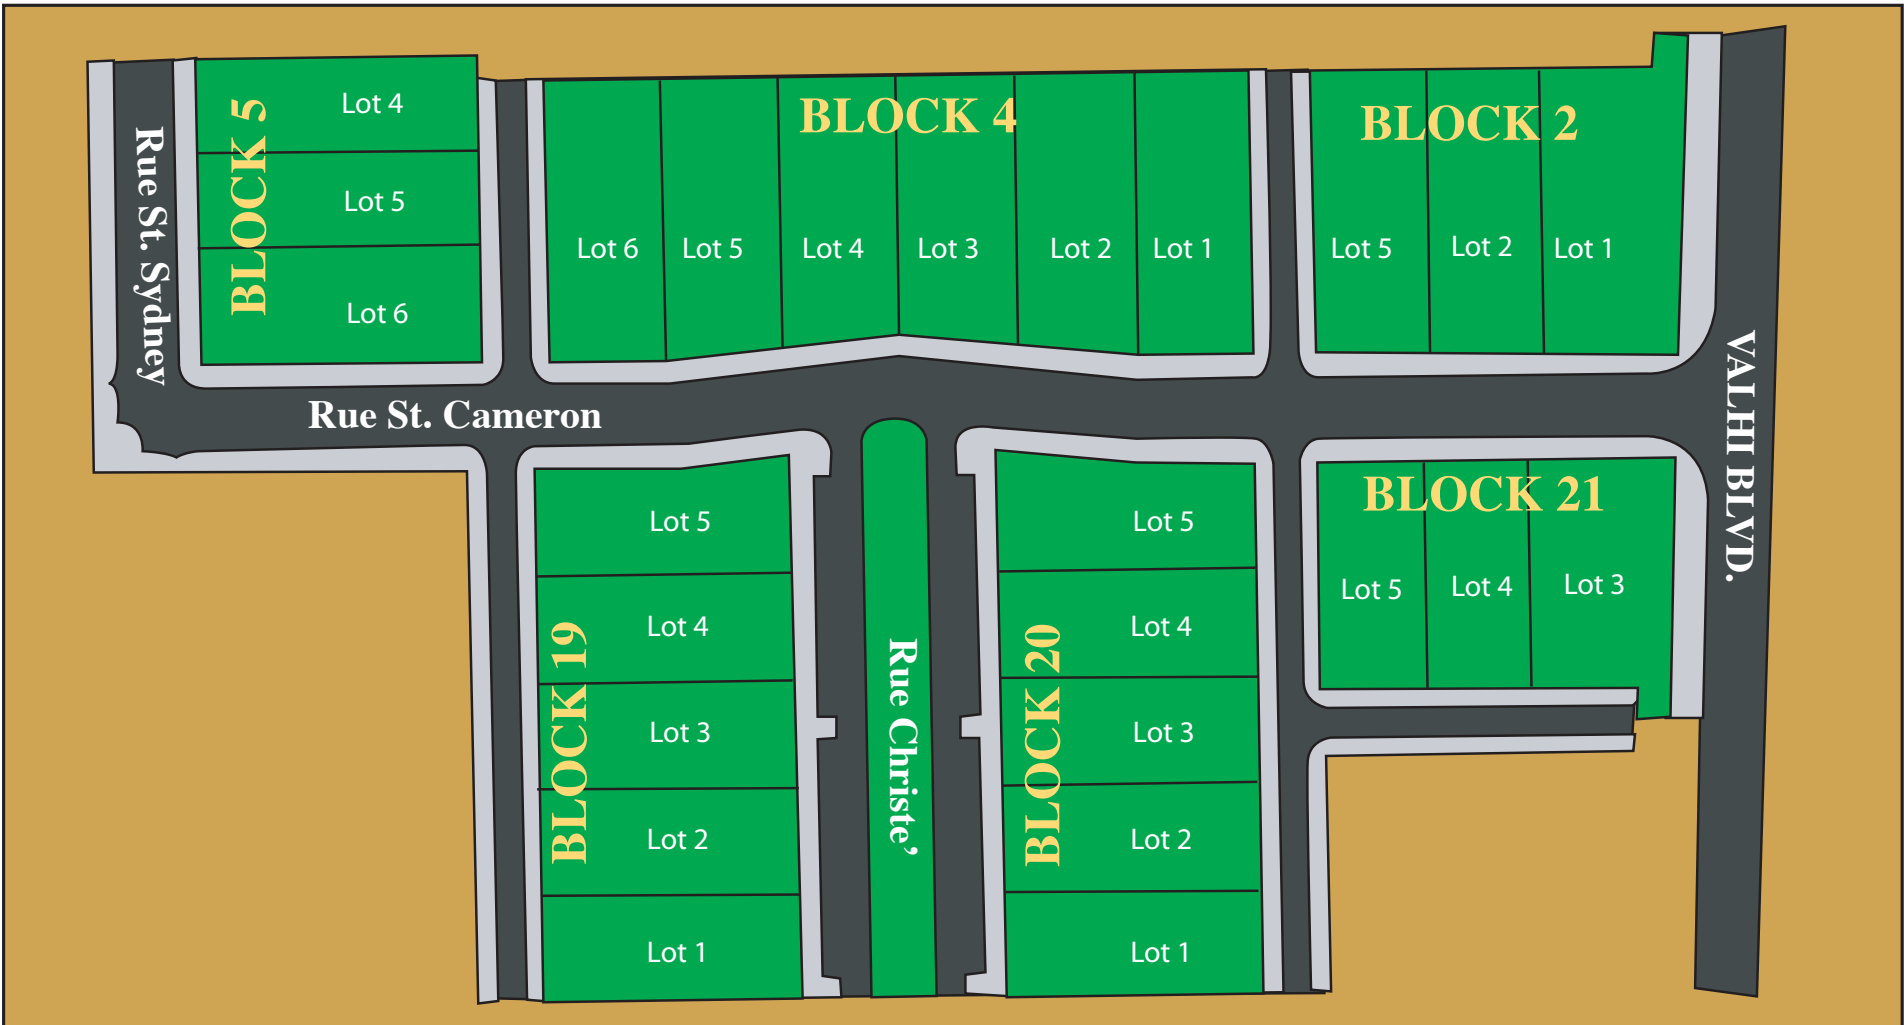 Rue St. Sydney
BLOCK 5
Lot 4
Lot 5
Lot 6
BLOCK 4
Lot 6
Lot 5
Lot 4
Lot 3
Lot 2
Lot 1
BLOCK 2
Lot 5
Lot 2
Lot 1
VALHI BLVD.
Rue St. Cameron
BLOCK 19
Lot 5
Lot 4
Lot 3
Lot 2
Lot 1
Rue Christe’
BLOCK 20
Lot 5
Lot 4
Lot 3
Lot 2
Lot 1
BLOCK 21
Lot 5
Lot 4
Lot 3